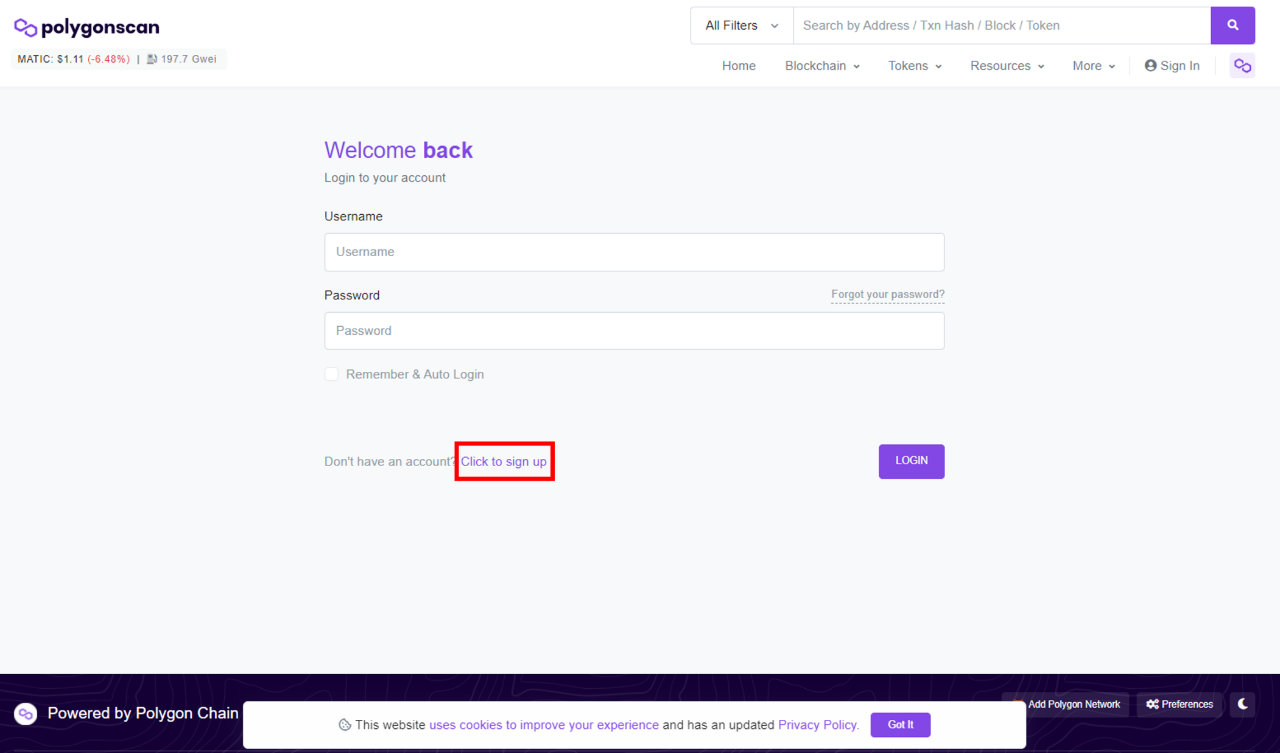 polygonscan
All Filters
Search by Address / Txn Hash / Block / Token
MATIC: $1.11 (-6.48%) | 197.7 Gwei
Home Blockchain Tokens Resources More Sign In
Welcome back
Login to your account
Username
Username
Password Forgot your password?
Password
Remember & Auto Login
Don't have an account? Click to sign up LOGIN
Powered by Polygon Chain
Add Polygon Network Preferences
This website uses cookies to improve your experience and has an updated Privacy Policy. Got It